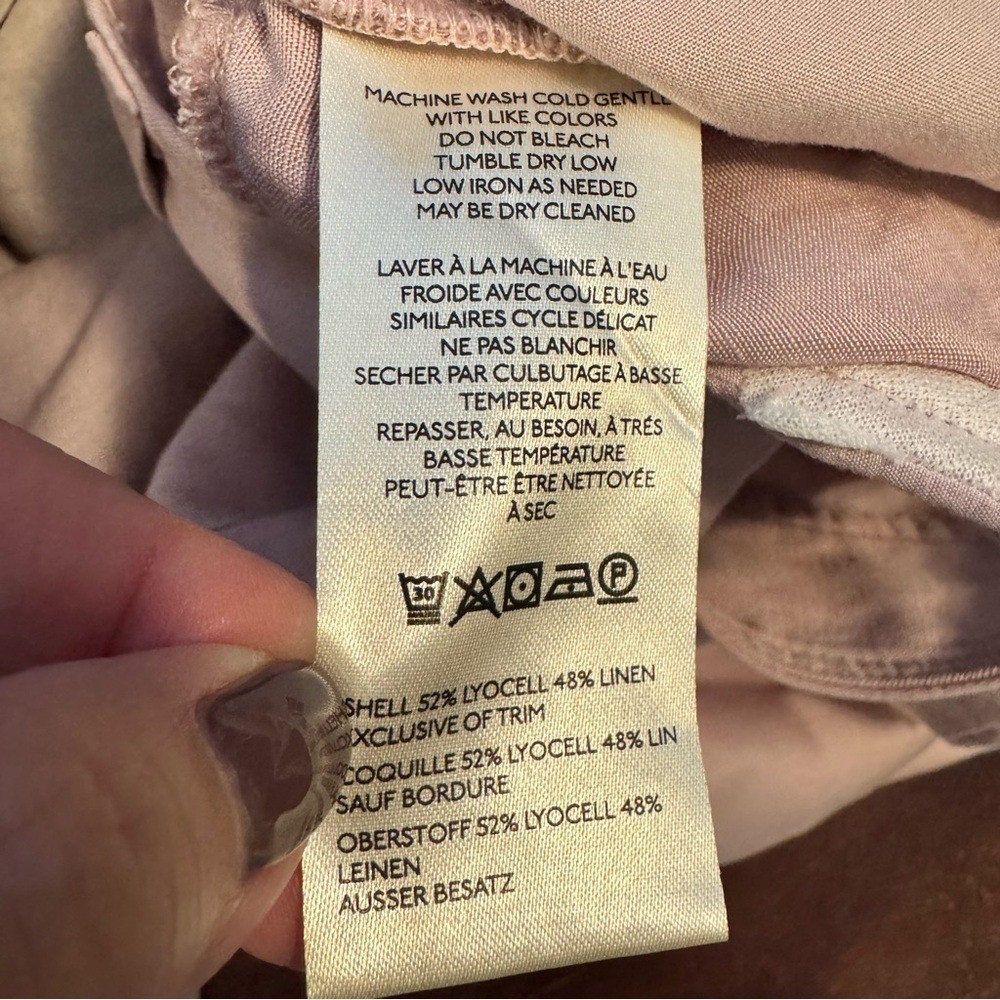 MACHINE WASH COLD GENTLE
WITH LIKE COLORS
DO NOT BLEACH
TUMBLE DRY LOW
LOW IRON AS NEEDED
MAY BE DRY CLEANED
LAVER À LA MACHINE À L'EAU
FROIDE AVEC COULEURS
SIMILAIRES CYCLE DÉLICAT
NE PAS BLANCHIR
SECHER PAR CULBUTAGE À BASSE
TEMPERATURE
REPASSER, AU BESOIN, À TRÉS
BASSE TEMPÉRATURE
PEUT-ÊTRE ÊTRE NETTOYÉE
À SEC
30 P
SHELL 52% LYOCELL 48% LINEN
EXCLUSIVE OF TRIM
COQUILLE 52% LYOCELL 48% LIN
SAUF BORDURE
OBERSTOFF 52% LYOCELL 48%
LEINEN
AUSSER BESATZ